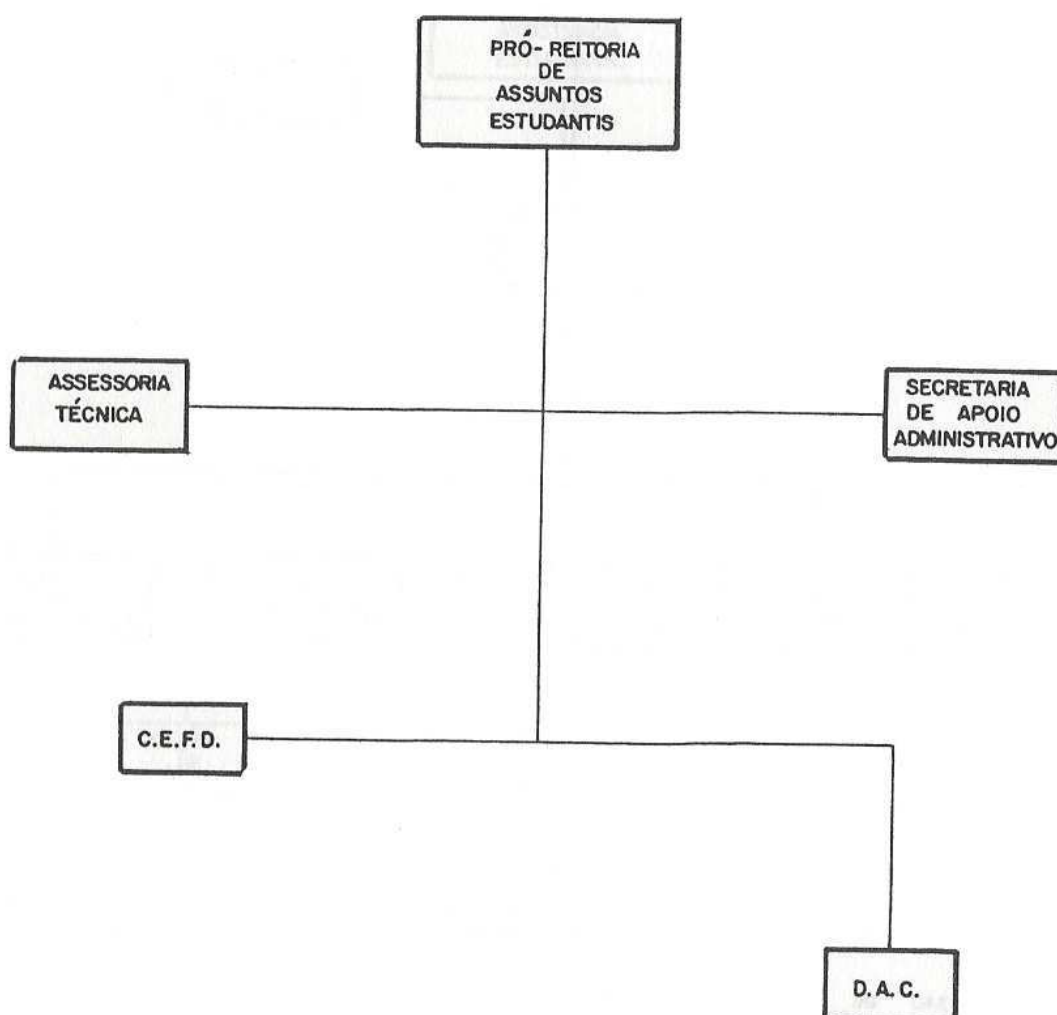 PRÓ-REITORIA
DE
ASSUNTOS
ESTUDANTIS
ASSESSORIA
TÉCNICA
SECRETARIA
DE APOIO
ADMINISTRATIVO
C.E.F.D.
D.A.C.